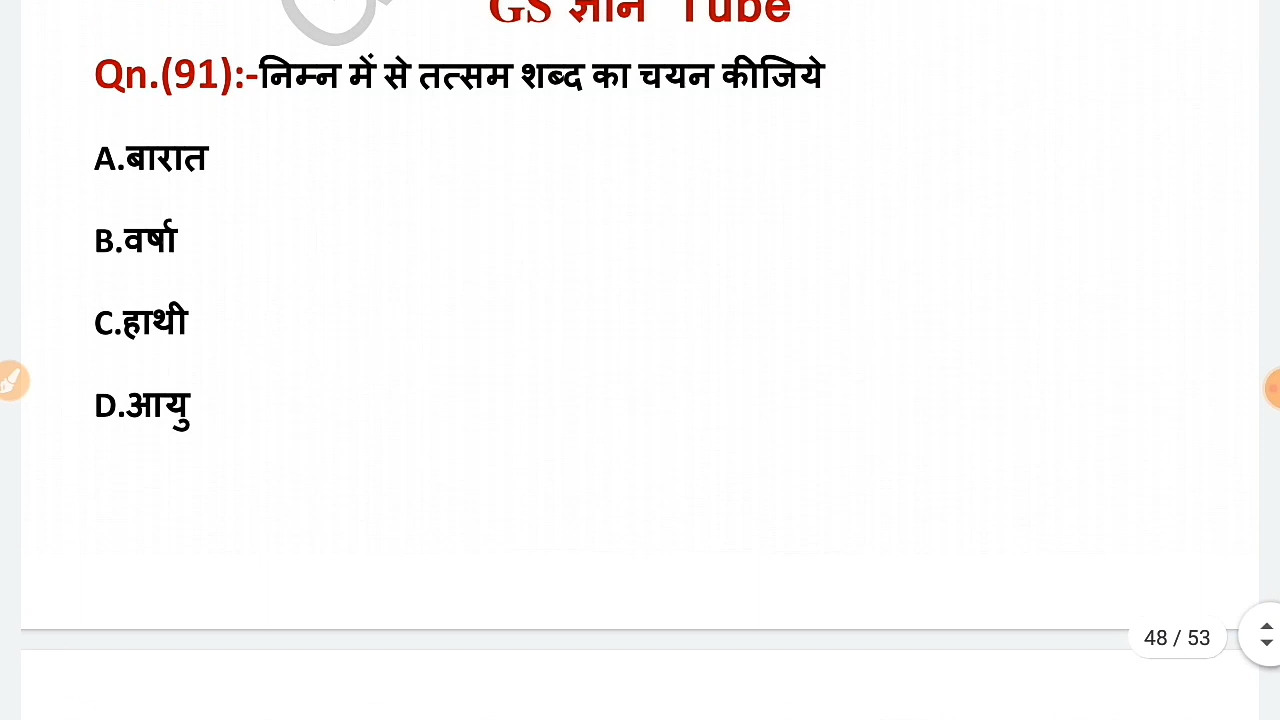 GS ज्ञान Tube
Qn.(91):-निम्न में से तत्सम शब्द का चयन कीजिये
A.बारात
B.वर्षा
C.हाथी
D.आयु
48 / 53